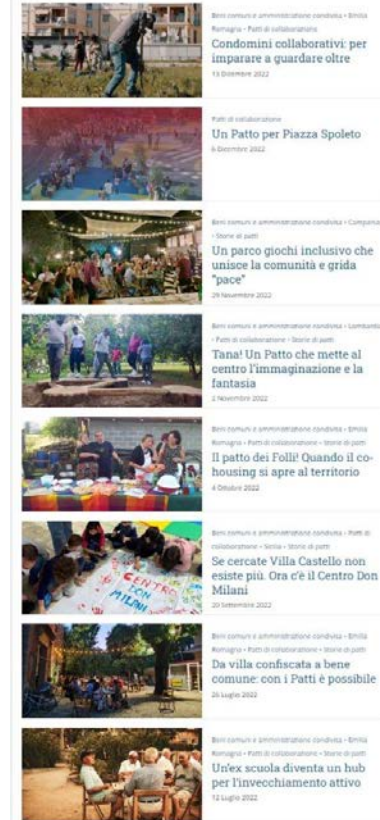 Beni comuni e amministrazione condivisa • Emilia
Romagna • Patti di collaborazione
Condomini collaborativi: per
imparare a guardare oltre
13 Dicembre 2022
Patti di collaborazione
Un Patto per Piazza Spoleto
6 Dicembre 2022
Beni comuni e amministrazione condivisa • Campania
• Storie di patti
Un parco giochi inclusivo che
unisce la comunità e grida
"pace"
29 Novembre 2022
Beni comuni e amministrazione condivisa • Lombardia
• Patti di collaborazione • Storie di patti
Tana! Un Patto che mette al
centro l'immaginazione e la
fantasia
2 Novembre 2022
Beni comuni e amministrazione condivisa • Emilia
Romagna • Patti di collaborazione • Storie di patti
Il patto dei Folli! Quando il co-
housing si apre al territorio
4 Ottobre 2022
CENTRO
DON
MILANI
Beni comuni e amministrazione condivisa • Patti di
collaborazione • Sicilia • Storie di patti
Se cercate Villa Castello non
esiste più. Ora c'è il Centro Don
Milani
20 Settembre 2022
Beni comuni e amministrazione condivisa • Emilia
Romagna • Patti di collaborazione • Storie di patti
Da villa confiscata a bene
comune: con i Patti è possibile
26 Luglio 2022
Beni comuni e amministrazione condivisa • Emilia
Romagna • Patti di collaborazione • Storie di patti
Un'ex scuola diventa un hub
per l'invecchiamento attivo
12 Luglio 2022